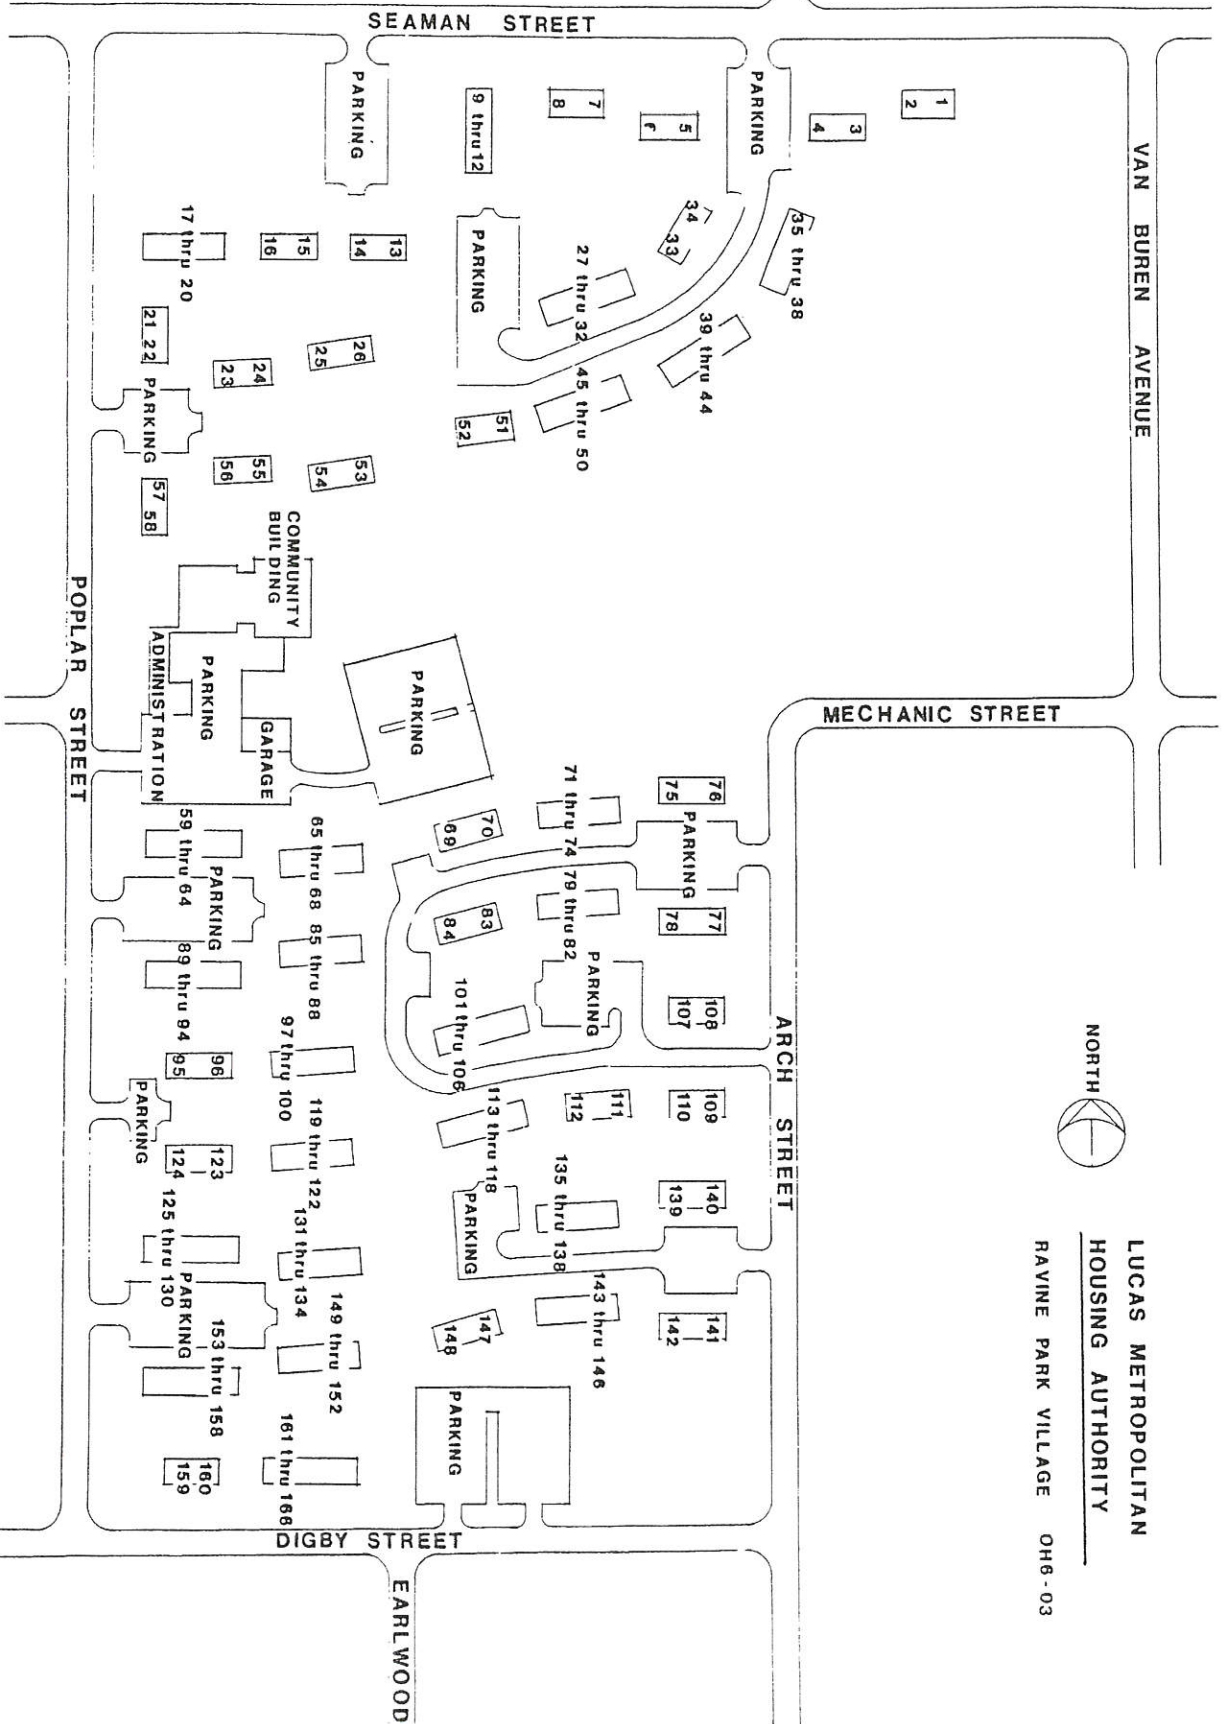 SEAMAN STREET
VAN BUREN AVENUE
PARKING
9 thru 12
7
8
5
f
PARKING
3
4
1
2
17 thru 20
15
16
13
14
PARKING
34
33
35 thru 38
27 thru 32
39 thru 44
21 22
PARKING
24
23
26
25
45 thru 50
51
52
55
56
53
54
57 58
COMMUNITY
BUILDING
ADMINISTRATION
PARKING
GARAGE
PARKING
POPLAR STREET
MECHANIC STREET
59 thru 64
PARKING
65 thru 68
70
69
71 thru 74
76
75
PARKING
79 thru 82
77
78
83
84
85 thru 88
89 thru 94
PARKING
101 thru 106
108
107
97 thru 100
96
95
PARKING
ARCH STREET
109
110
111
112
113 thru 118
119 thru 122
123
124
125 thru 130
PARKING
131 thru 134
PARKING
135 thru 138
140
139
143 thru 146
141
142
147
148
149 thru 152
153 thru 158
PARKING
160
159
161 thru 166
DIGBY STREET
EARLWOOD
NORTH
LUCAS METROPOLITAN
HOUSING AUTHORITY
RAVINE PARK VILLAGE OH6-03